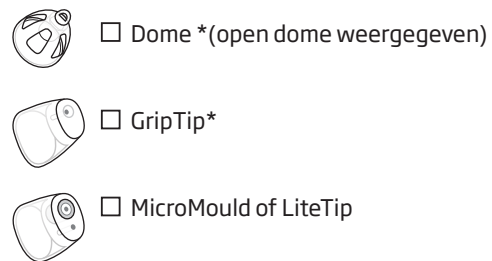 ☐ Dome *(open dome weergegeven)
☐ GripTip*
☐ MicroMould of LiteTip